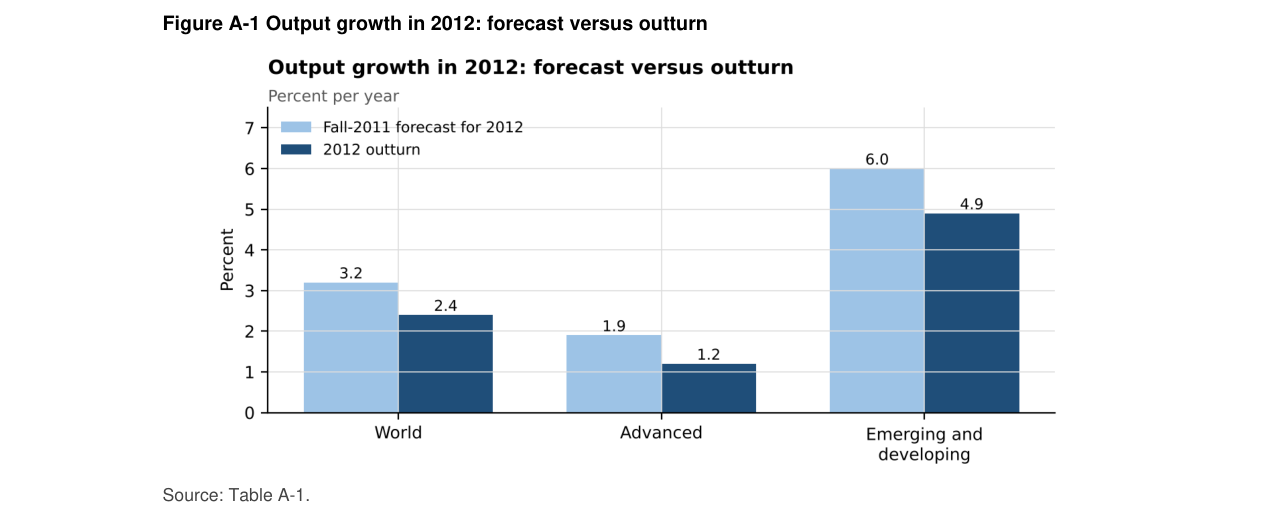 Figure A-1 Output growth in 2012: forecast versus outturn
Output growth in 2012: forecast versus outturn
Percent per year
Fall-2011 forecast for 2012
2012 outturn
Percent
7
6
5
4
3
2
1
0
3.2
2.4
1.9
1.2
6.0
4.9
World
Advanced
Emerging and
developing
Source: Table A-1.